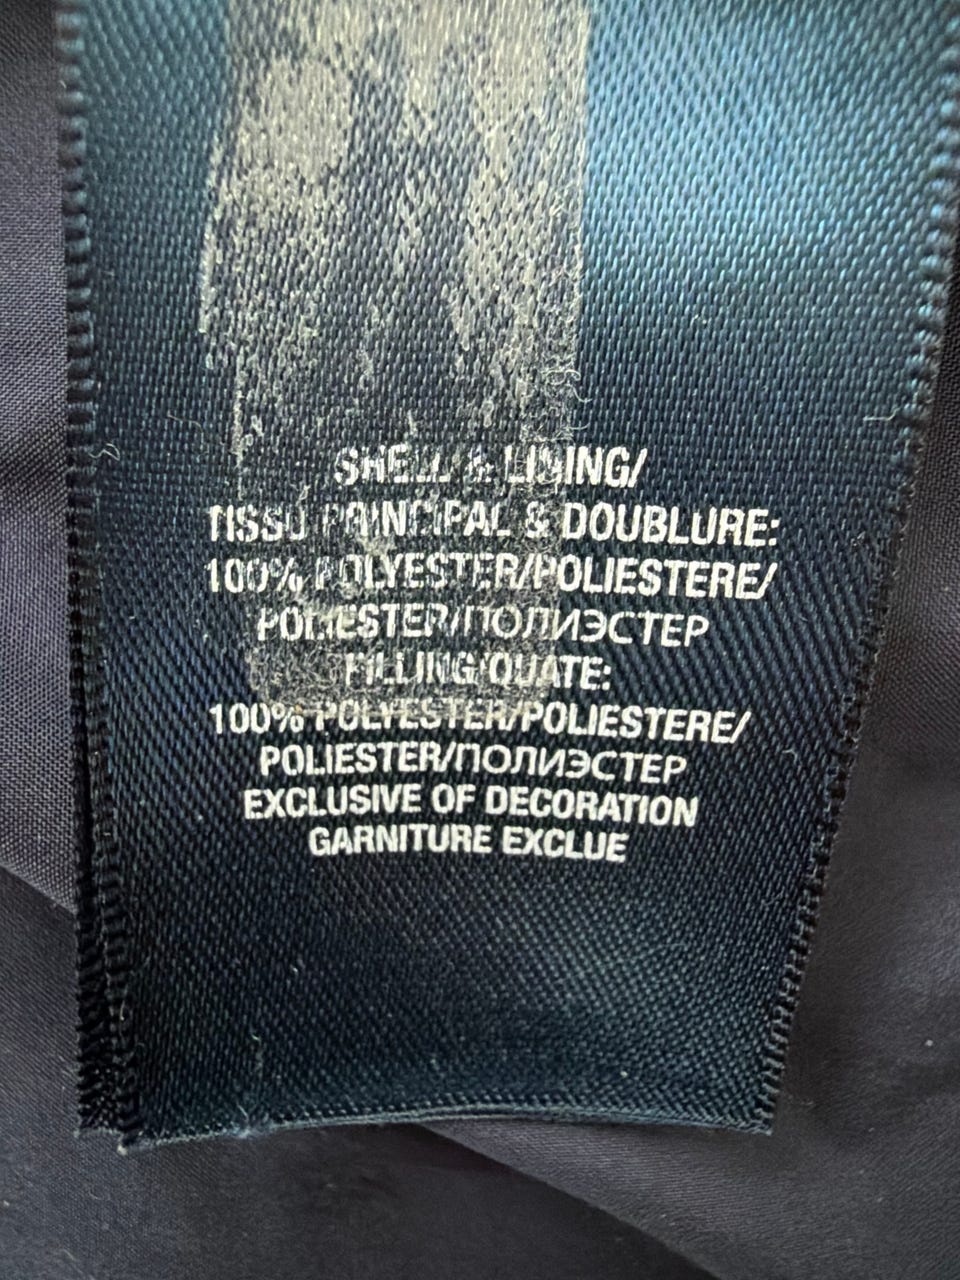 SHELL & LINING/
TISSU PRINCIPAL & DOUBLURE:
100% POLYESTER/POLIESTERE/
POLIESTER/ПОЛИЭСТЕР
FILLING/OUATE:
100% POLYESTER/POLIESTERE/
POLIESTER/ПОЛИЭСТЕР
EXCLUSIVE OF DECORATION
GARNITURE EXCLUE